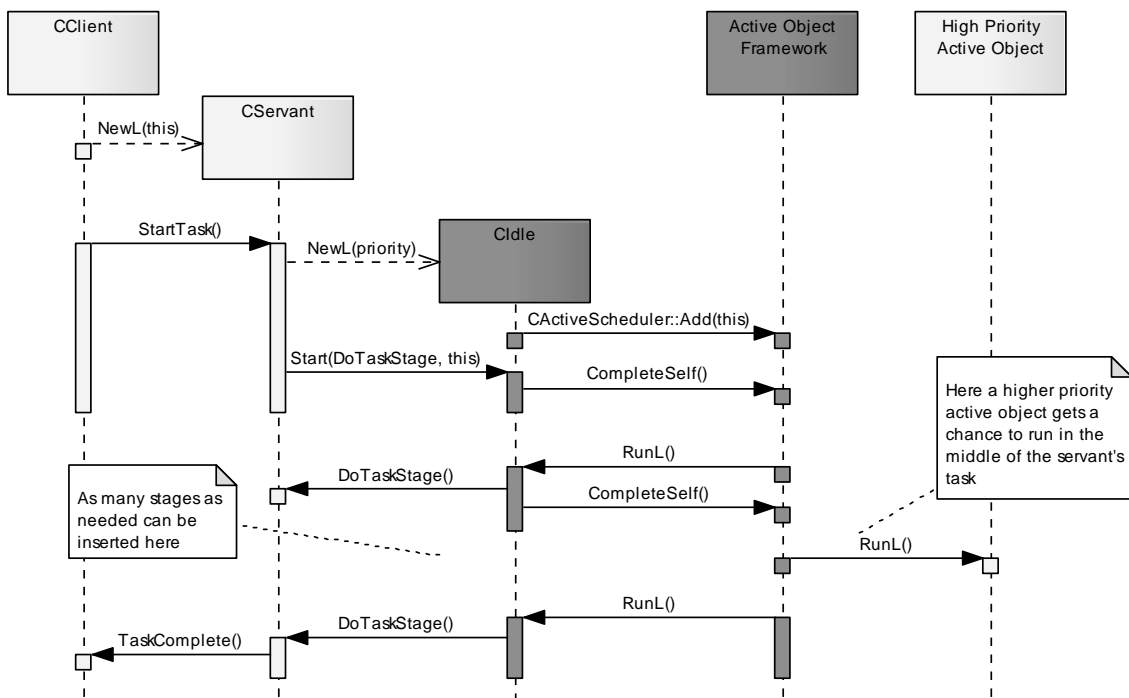 CClient
Active Object
Framework
High Priority
Active Object
CServant
NewL(this)
StartTask()
CIdle
NewL(priority)
CActiveScheduler::Add(this)
Start(DoTaskStage, this)
CompleteSelf()
Here a higher priority
active object gets a
chance to run in the
middle of the servant's
task
RunL()
DoTaskStage()
As many stages as
needed can be
inserted here
CompleteSelf()
RunL()
RunL()
DoTaskStage()
TaskComplete()